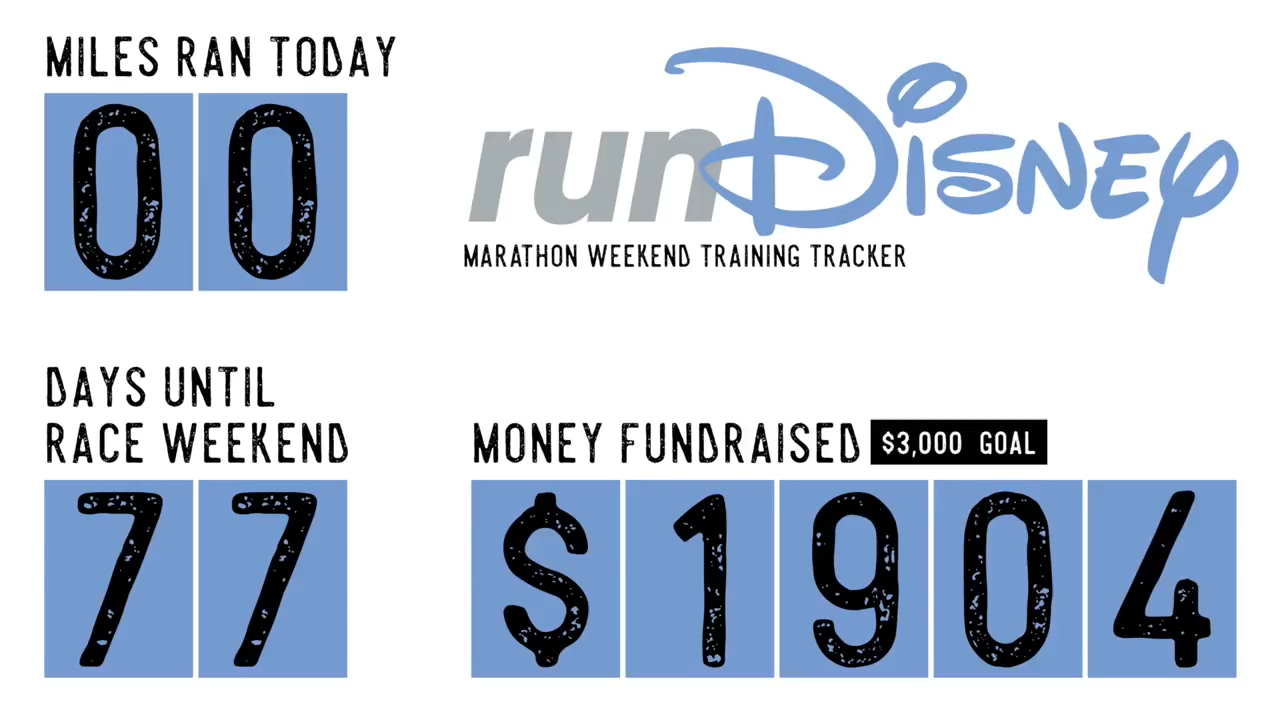 MILES RAN TODAY
00
runDisney
MARATHON WEEKEND TRAINING TRACKER
DAYS UNTIL
RACE WEEKEND
77
MONEY FUNDRAISED $3,000 GOAL
$1904